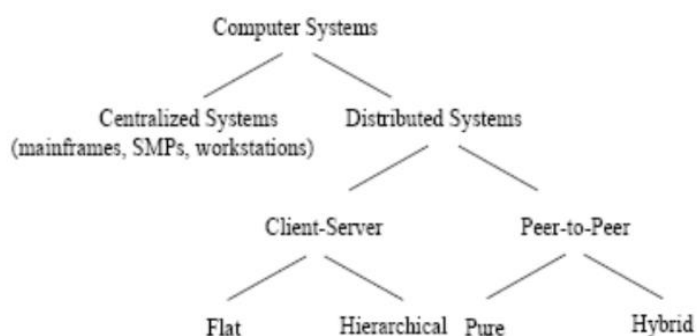 Computer Systems
Centralized Systems
(mainframes, SMPs, workstations)
Distributed Systems
Client-Server
Peer-to-Peer
Flat
Hierarchical
Pure
Hybrid